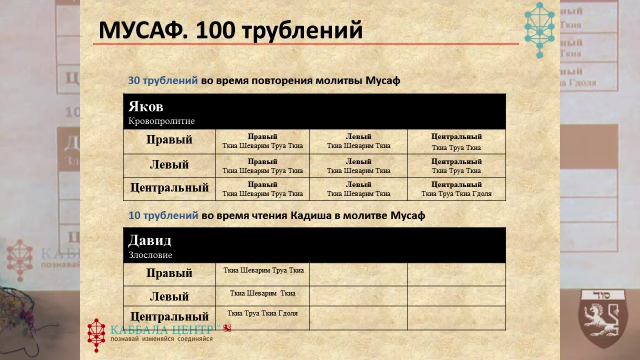 МУСАФ. 100 трублений
30 трублений во время повторения молитвы Мусаф
Яков
Кровопролитие
Правый Правый Левый Центральный
Ткиа Шеварим Труа Ткиа Ткиа Шеварим Ткиа Ткиа Труа Ткиа
Левый Правый Левый Центральный
Ткиа Шеварим Труа Ткиа Ткиа Шеварим Ткиа Ткиа Труа Ткиа
Центральный Правый Левый Центральный
Ткиа Шеварим Труа Ткиа Ткиа Шеварим Ткиа Ткиа Труа Ткиа Гдола
10 трублений во время чтения Кадиша в молитве Мусаф
Давид
Злословие
Правый Ткиа Шеварим Труа Ткиа
Левый Ткиа Шеварим Ткиа
Центральный Ткиа Труа Ткиа Гдола
КАББАЛА ЦЕНТР
познавай изменяйся соединяйся
סוד